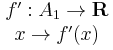 f′ : A₁ → R
x → f′(x)